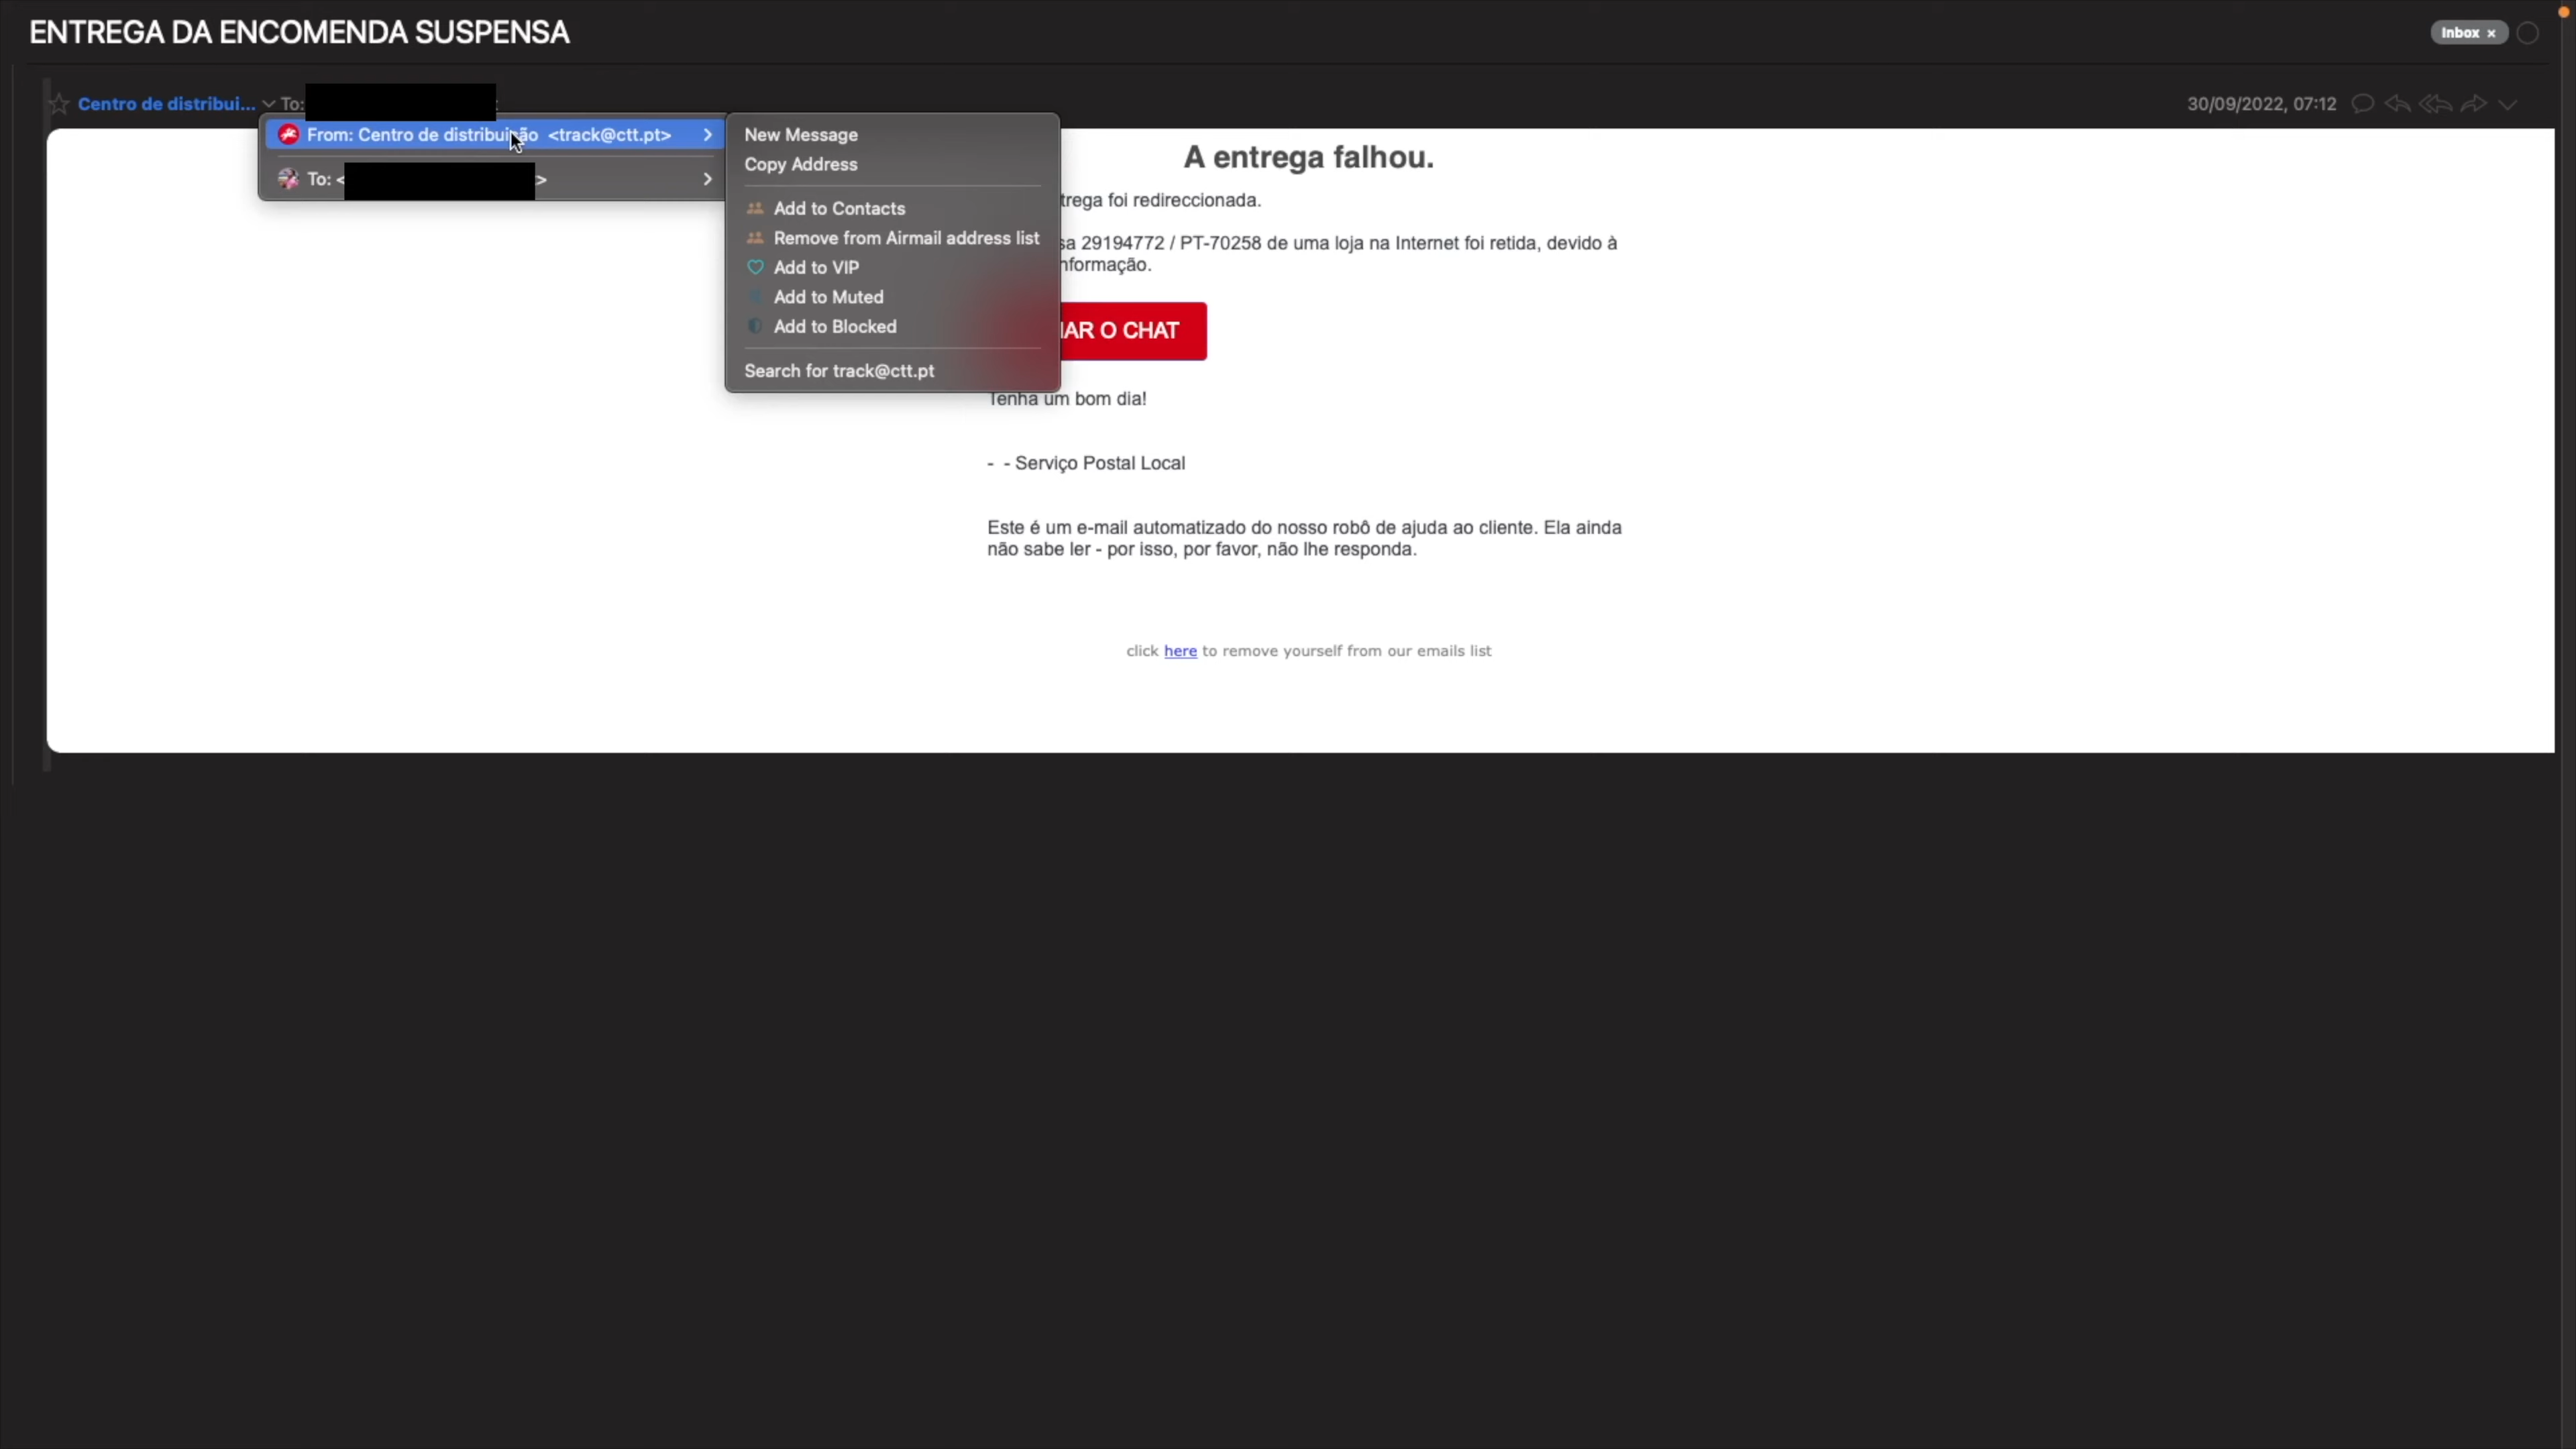 ENTREGA DA ENCOMENDA SUSPENSA
Inbox ×
Centro de distribui... To:
30/09/2022, 07:12
From: Centro de distribuição <track@ctt.pt>
To: < >
New Message
Copy Address
Add to Contacts
Remove from Airmail address list
Add to VIP
Add to Muted
Add to Blocked
Search for track@ctt.pt
A entrega falhou.
foi redireccionada.
29194772 / PT-70258 de uma loja na Internet foi retida, devido à
O CHAT
Tenha um bom dia!
- - Serviço Postal Local
Este é um e-mail automatizado do nosso robô de ajuda ao cliente. Ela ainda
não sabe ler - por isso, por favor, não lhe responda.
click here to remove yourself from our emails list